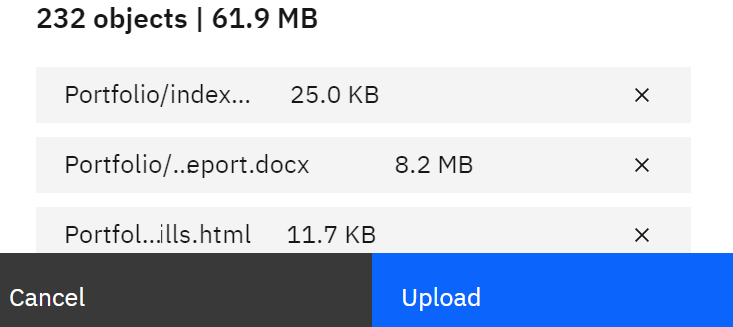 232 objects | 61.9 MB
Portfolio/index... 25.0 KB ×
Portfolio/...eport.docx 8.2 MB ×
Portfol...ills.html 11.7 KB ×
Cancel Upload